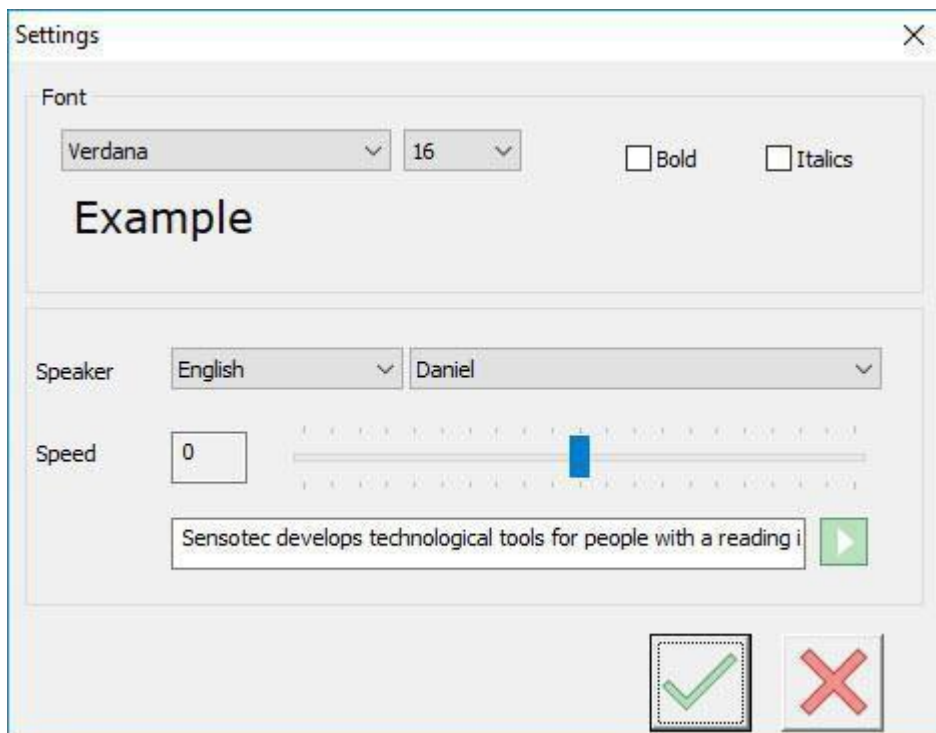 Settings
Font
Verdana 16 Bold Italics
Example
Speaker English Daniel
Speed 0
Sensotec develops technological tools for people with a reading i